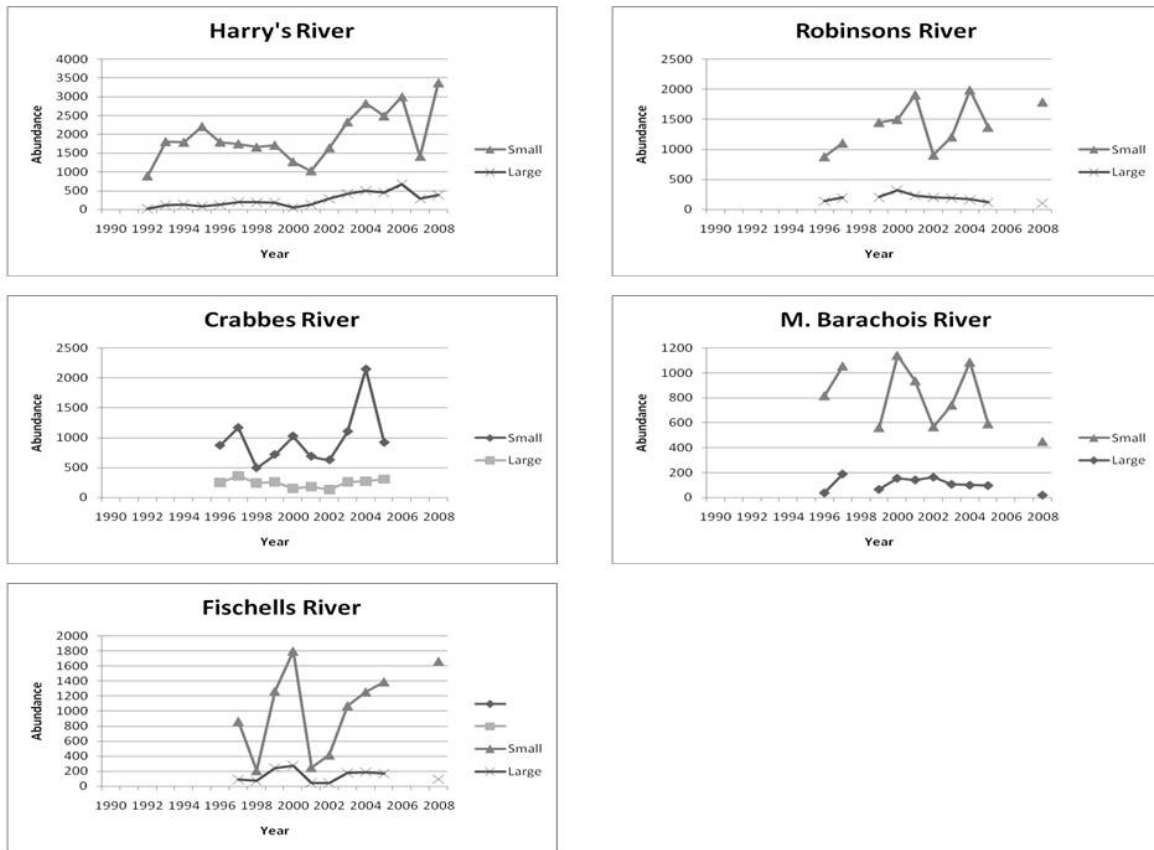 Harry's River
4000
3500
3000
2500
2000
1500
1000
500
0
Abundance
1990 1992 1994 1996 1998 2000 2002 2004 2006 2008
Year
Small
Large
Robinsons River
2500
2000
1500
1000
500
0
Abundance
1990 1992 1994 1996 1998 2000 2002 2004 2006 2008
Year
Small
Large
Crabbes River
2500
2000
1500
1000
500
0
Abundance
1990 1992 1994 1996 1998 2000 2002 2004 2006 2008
Year
Small
Large
M. Barachois River
1200
1000
800
600
400
200
0
Abundance
1990 1992 1994 1996 1998 2000 2002 2004 2006 2008
Year
Small
Large
Fischells River
2000
1800
1600
1400
1200
1000
800
600
400
200
0
Abundance
1990 1992 1994 1996 1998 2000 2002 2004 2006 2008
Year
Small
Large